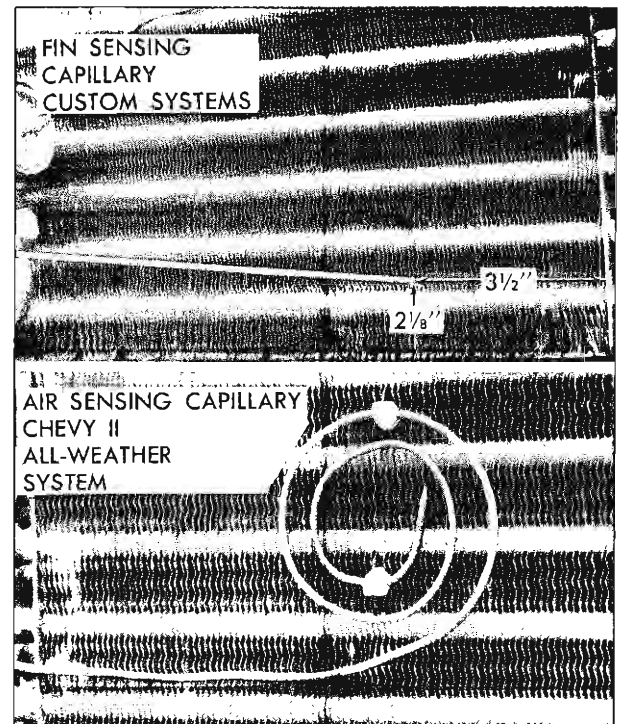 FIN SENSING
CAPILLARY
CUSTOM SYSTEMS
3½"
2⅛"
AIR SENSING CAPILLARY
CHEVY II
ALL-WEATHER
SYSTEM